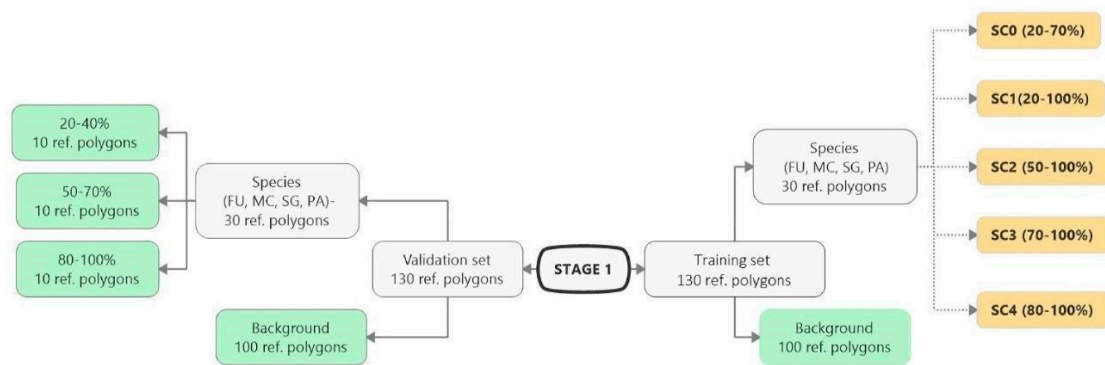 20-40%
10 ref. polygons
50-70%
10 ref. polygons
80-100%
10 ref. polygons
Species
(FU, MC, SG, PA)-
30 ref. polygons
Validation set
130 ref. polygons
Background
100 ref. polygons
STAGE 1
Training set
130 ref. polygons
Species
(FU, MC, SG, PA)
30 ref. polygons
Background
100 ref. polygons
SC0 (20-70%)
SC1(20-100%)
SC2 (50-100%)
SC3 (70-100%)
SC4 (80-100%)